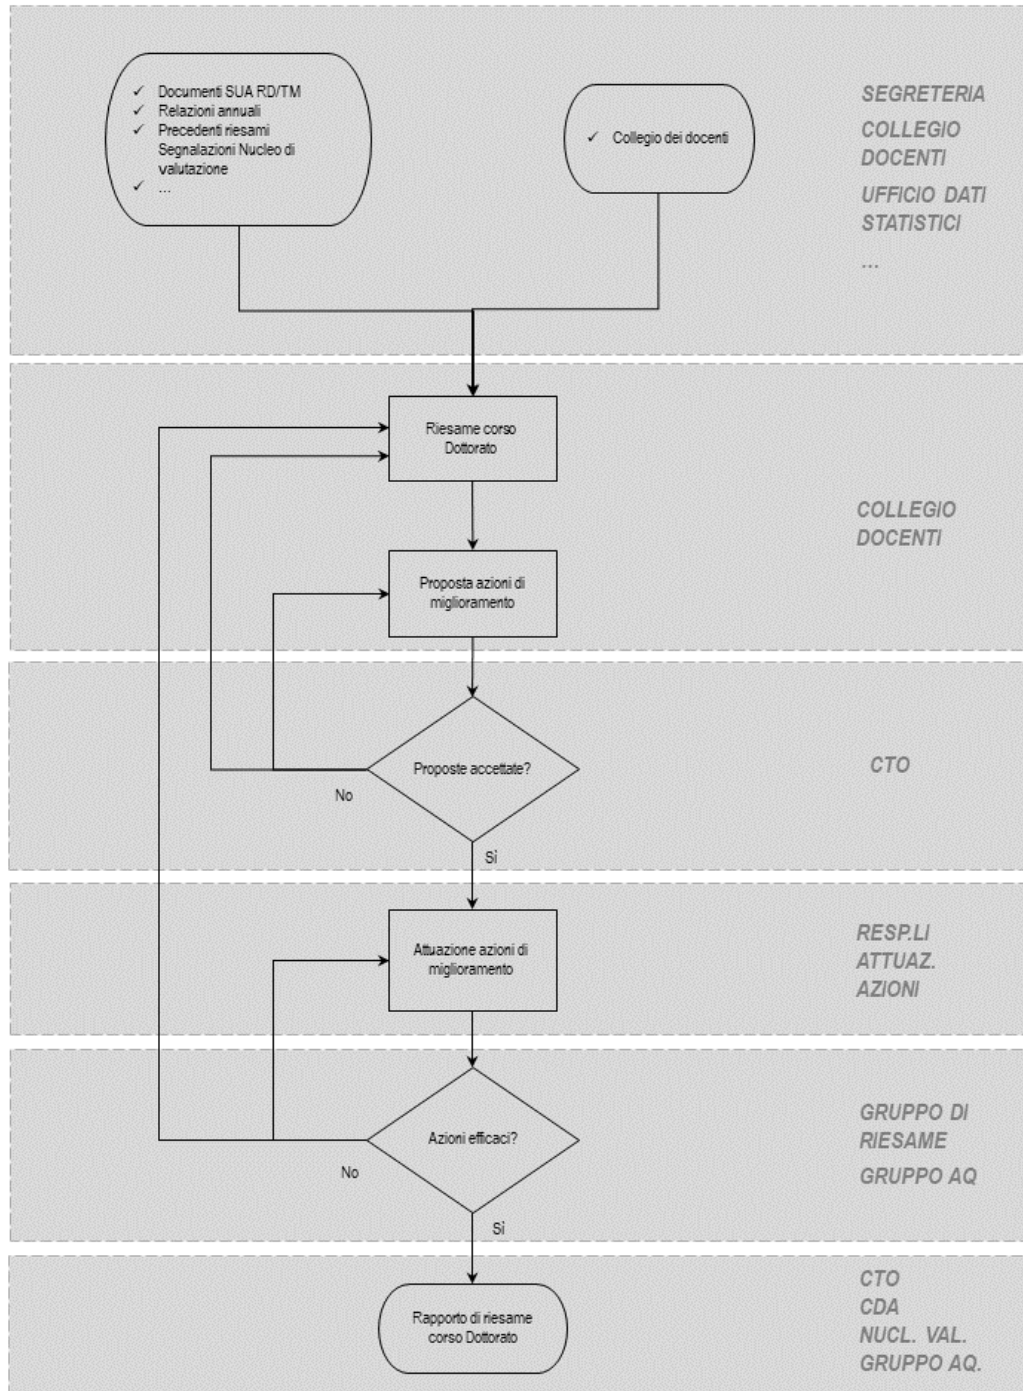 ✓ Documenti SUA RD/TM
✓ Relazioni annuali
✓ Precedenti riesami
Segnalazioni Nucleo di
valutazione
✓ ...
✓ Collegio dei docenti
SEGRETERIA
COLLEGIO
DOCENTI
UFFICIO DATI
STATISTICI
...
Riesame corso
Dottorato
Proposta azioni di
miglioramento
COLLEGIO
DOCENTI
Proposte accettate?
No
Si
CTO
Attuazione azioni di
miglioramento
RESP.LI
ATTUAZ.
AZIONI
Azioni efficaci?
No
Si
GRUPPO DI
RIESAME
GRUPPO AQ
Rapporto di riesame
corso Dottorato
CTO
CDA
NUCL. VAL.
GRUPPO AQ.